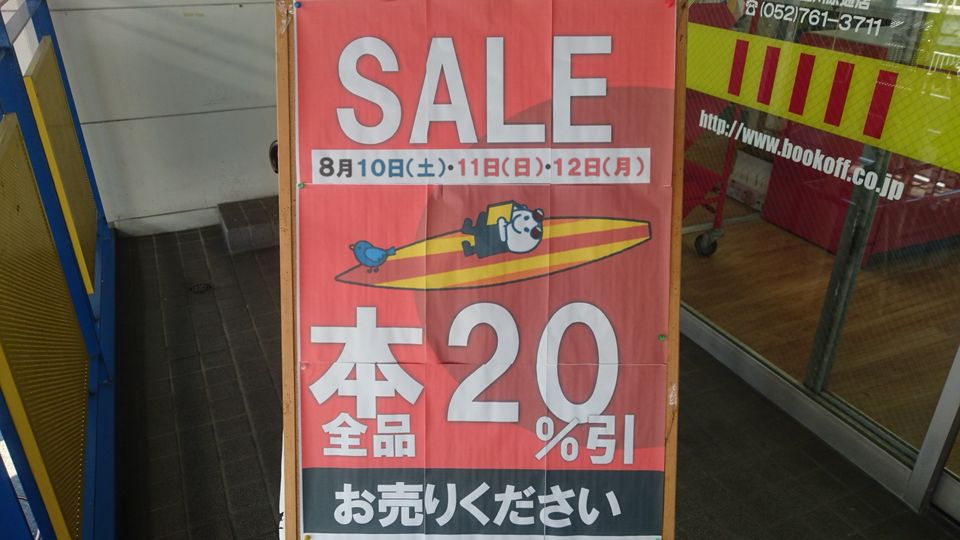 SALE
8月10日(土)・11日(日)・12日(月)
本
全品
20
%引
お売りください
☎(052)761-3711
http://www.bookoff.co.jp